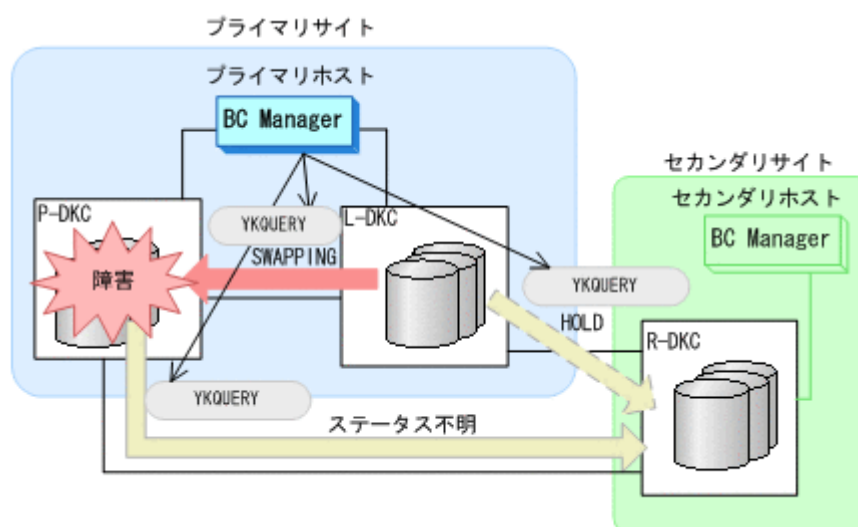 プライマリサイト
プライマリホスト
BC Manager
セカンダリサイト
セカンダリホスト
BC Manager
P-DKC
L-DKC
YKQUERY
SWAPPING
障害
YKQUERY
HOLD
R-DKC
YKQUERY
ステータス不明